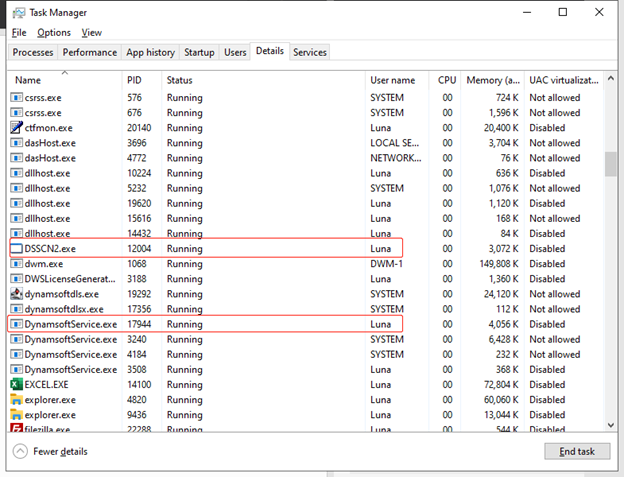 Task Manager
File Options View
Processes Performance App history Startup Users Details Services
Name PID Status User name CPU Memory (a... UAC virtualizat...
csrss.exe 576 Running SYSTEM 00 724 K Not allowed
csrss.exe 676 Running SYSTEM 00 1,596 K Not allowed
ctfmon.exe 20140 Running Luna 00 20,400 K Disabled
dasHost.exe 3696 Running LOCAL SE... 00 3,704 K Not allowed
dasHost.exe 4772 Running NETWORK... 00 76 K Not allowed
dllhost.exe 10224 Running Luna 00 636 K Disabled
dllhost.exe 5232 Running SYSTEM 00 1,076 K Not allowed
dllhost.exe 19620 Running Luna 00 1,120 K Disabled
dllhost.exe 15616 Running Luna 00 168 K Not allowed
dllhost.exe 14432 Running Luna 00 84 K Disabled
DSSCN2.exe 12004 Running Luna 00 3,072 K Disabled
dwm.exe 1068 Running DWM-1 00 149,808 K Disabled
DWSLicenseGenerat... 3188 Running Luna 00 1,360 K Disabled
dynamsoftdls.exe 19292 Running SYSTEM 00 24,120 K Not allowed
dynamsoftdlsx.exe 17356 Running SYSTEM 00 112 K Not allowed
DynamsoftService.exe 17944 Running Luna 00 4,056 K Disabled
DynamsoftService.exe 3240 Running SYSTEM 00 6,428 K Not allowed
DynamsoftService.exe 4184 Running SYSTEM 00 232 K Not allowed
DynamsoftService.exe 3508 Running Luna 00 368 K Disabled
EXCEL.EXE 14100 Running Luna 00 72,804 K Disabled
explorer.exe 4820 Running Luna 00 60,060 K Disabled
explorer.exe 9436 Running Luna 00 13,044 K Disabled
filezilla.exe 22288 Running Luna 00 544 K Disabled
Fewer details End task